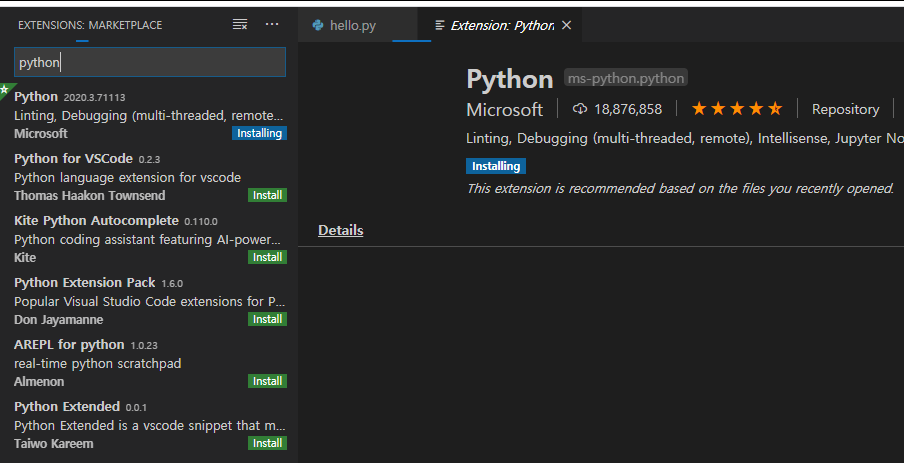 EXTENSIONS: MARKETPLACE
python
Python 2020.3.71113
Linting, Debugging (multi-threaded, remote...
Microsoft Installing
Python for VSCode 0.2.3
Python language extension for vscode
Thomas Haakon Townsend Install
Kite Python Autocomplete 0.110.0
Python coding assistant featuring AI-power...
Kite Install
Python Extension Pack 1.6.0
Popular Visual Studio Code extensions for P...
Don Jayamanne Install
AREPL for python 1.0.23
real-time python scratchpad
Almenon Install
Python Extended 0.0.1
Python Extended is a vscode snippet that m...
Taiwo Kareem Install
hello.py Extension: Python
Python ms-python.python
Microsoft 18,876,858 Repository
Linting, Debugging (multi-threaded, remote), Intellisense, Jupyter No
Installing
This extension is recommended based on the files you recently opened.
Details